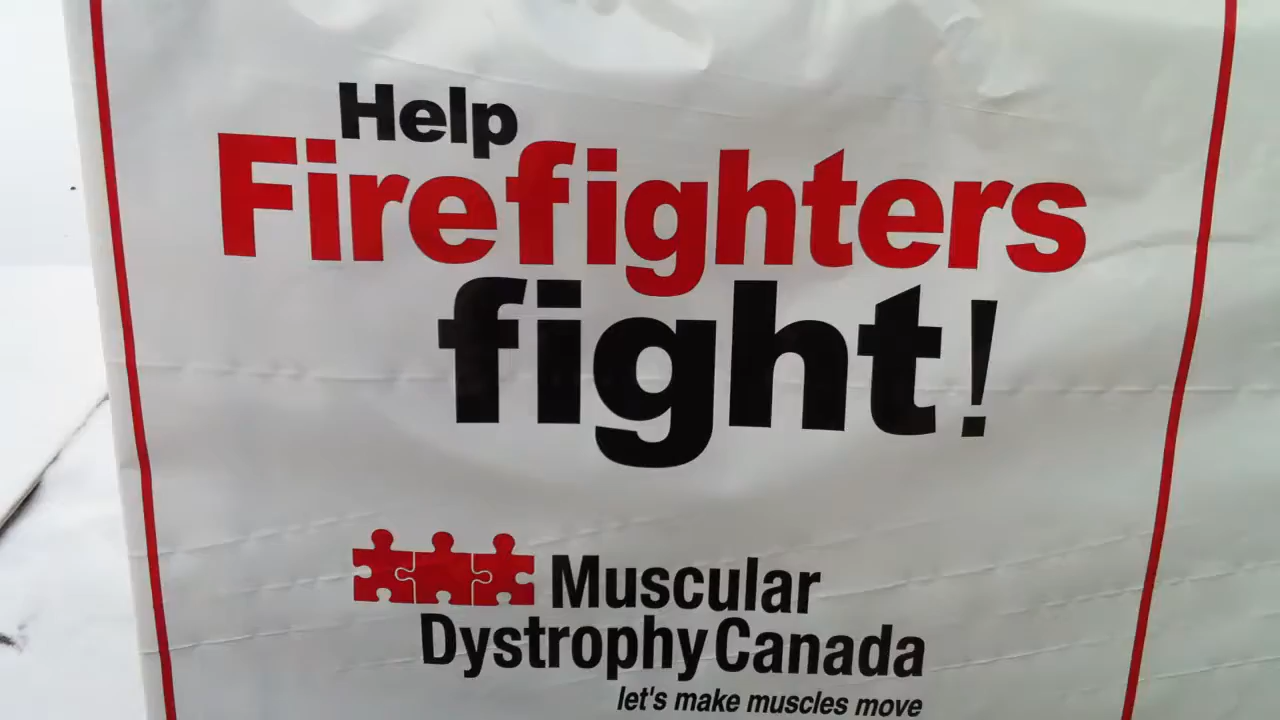 Help
Firefighters
fight!
Muscular
Dystrophy Canada
let's make muscles move